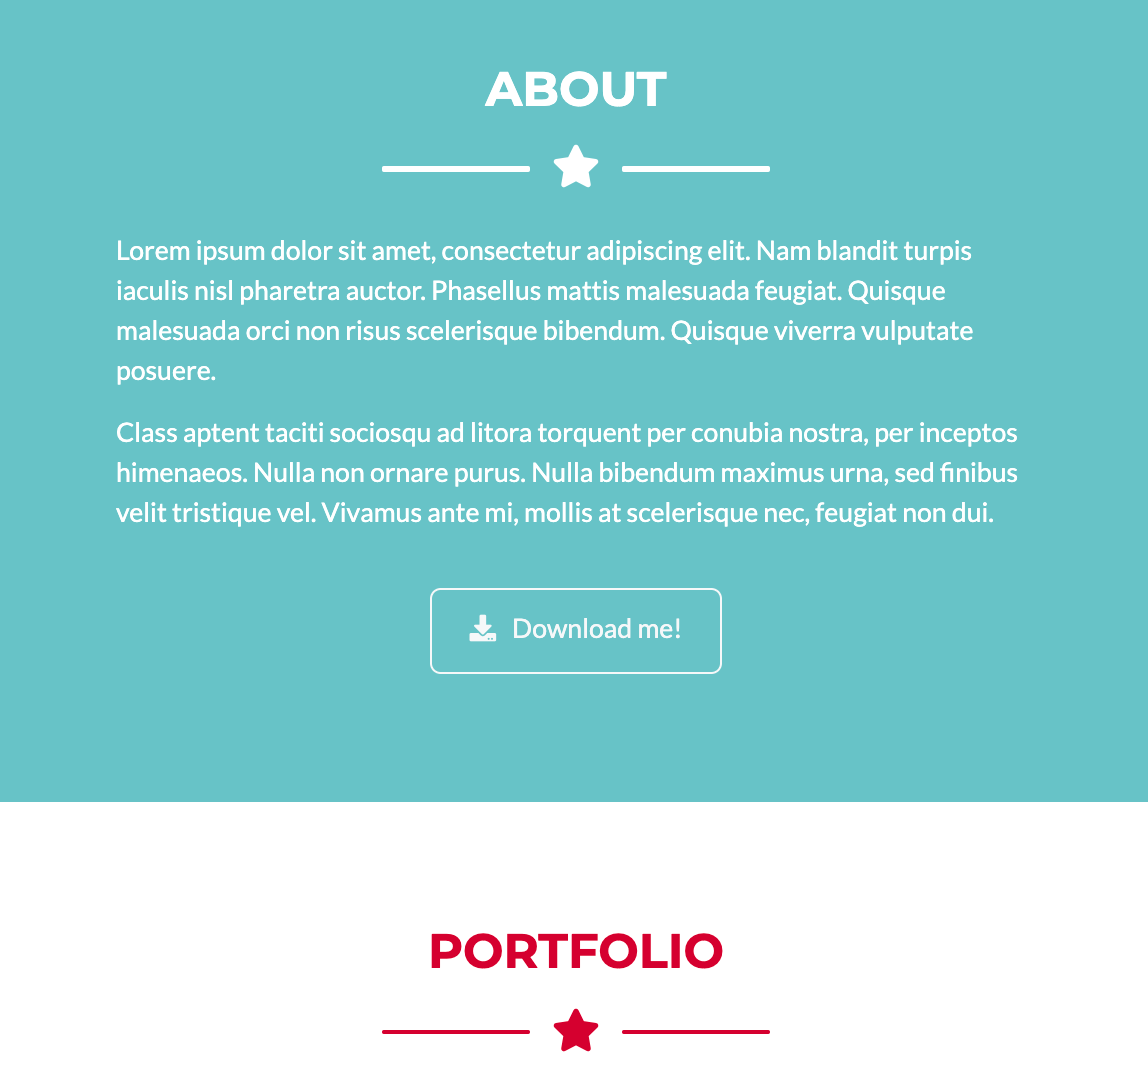 ABOUT
Lorem ipsum dolor sit amet, consectetur adipiscing elit. Nam blandit turpis
iaculis nisl pharetra auctor. Phasellus mattis malesuada feugiat. Quisque
malesuada orci non risus scelerisque bibendum. Quisque viverra vulputate
posuere.
Class aptent taciti sociosqu ad litora torquent per conubia nostra, per inceptos
himenaeos. Nulla non ornare purus. Nulla bibendum maximus urna, sed finibus
velit tristique vel. Vivamus ante mi, mollis at scelerisque nec, feugiat non dui.
Download me!
PORTFOLIO